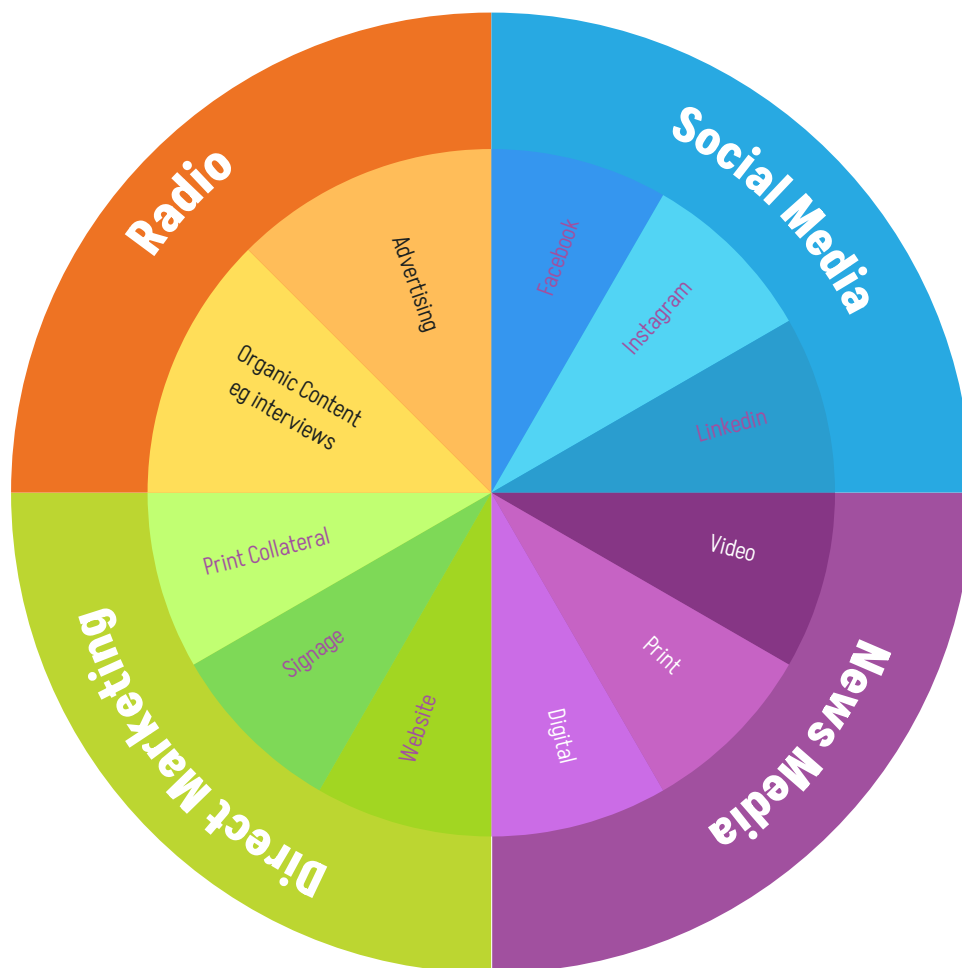 Radio
Advertising
Organic Content
eg interviews
Social Media
Facebook
Instagram
Linkedin
News Media
Video
Print
Digital
Direct Marketing
Print Collateral
Signage
Website